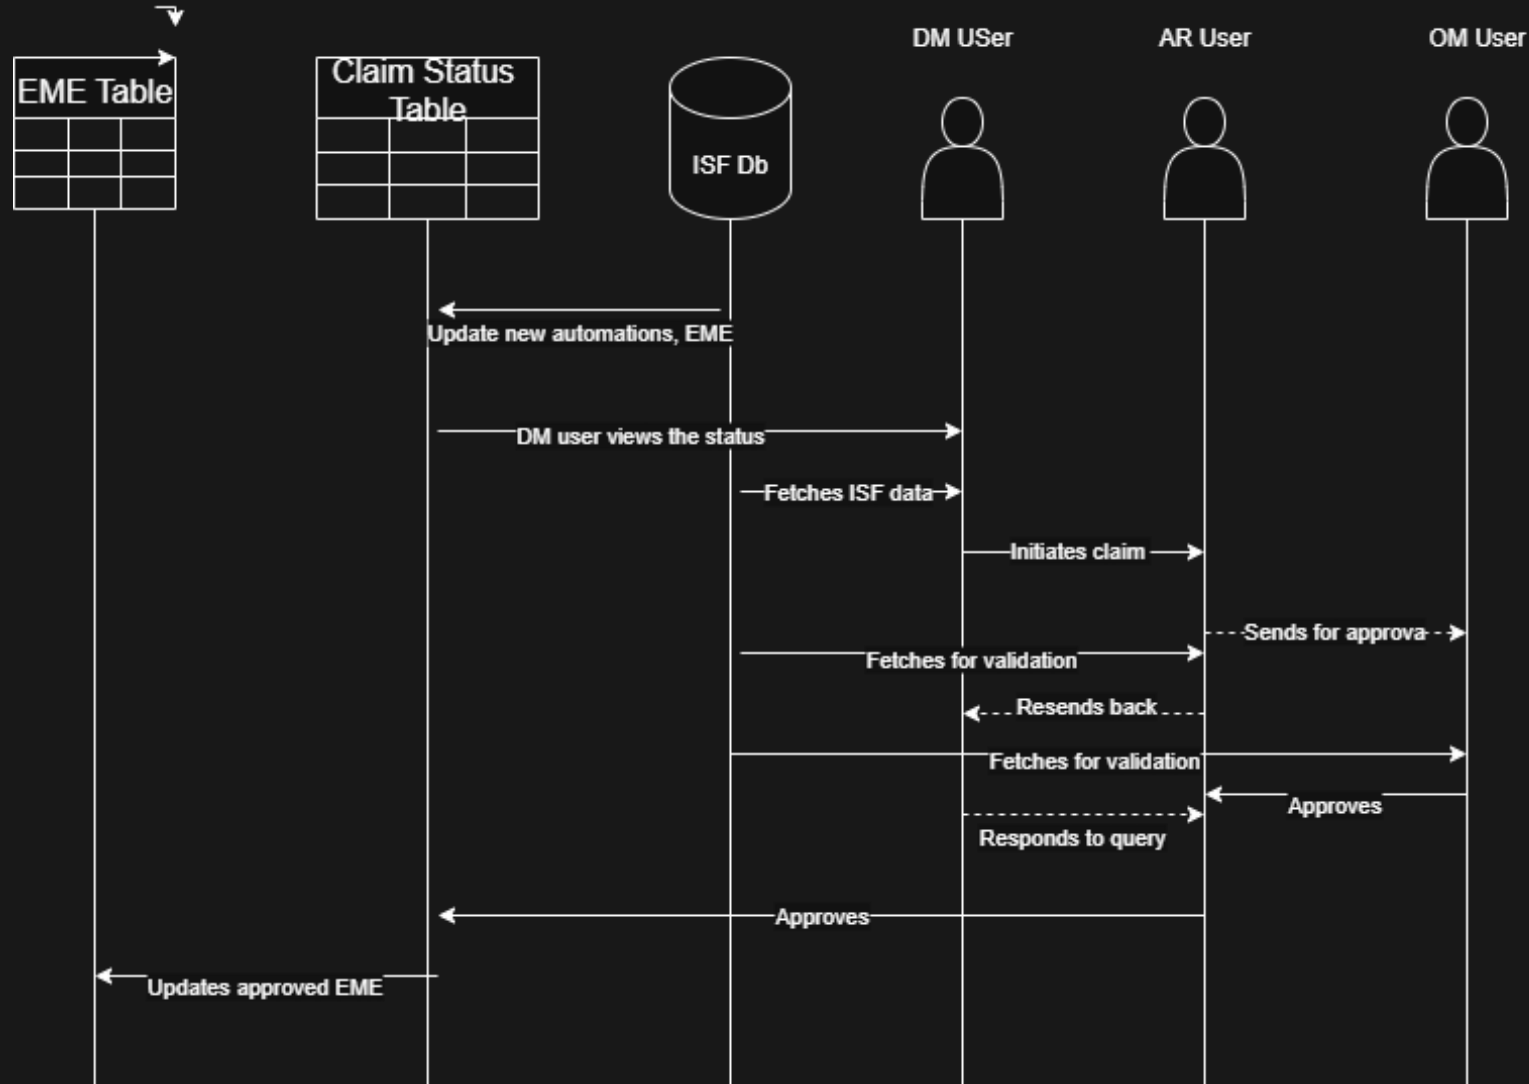 DM USer
AR User
OM User
EME Table
Claim Status
Table
ISF Db
Update new automations, EME
DM user views the status
Fetches ISF data
Initiates claim
Sends for approva
Fetches for validation
Resends back
Fetches for validation
Approves
Responds to query
Approves
Updates approved EME